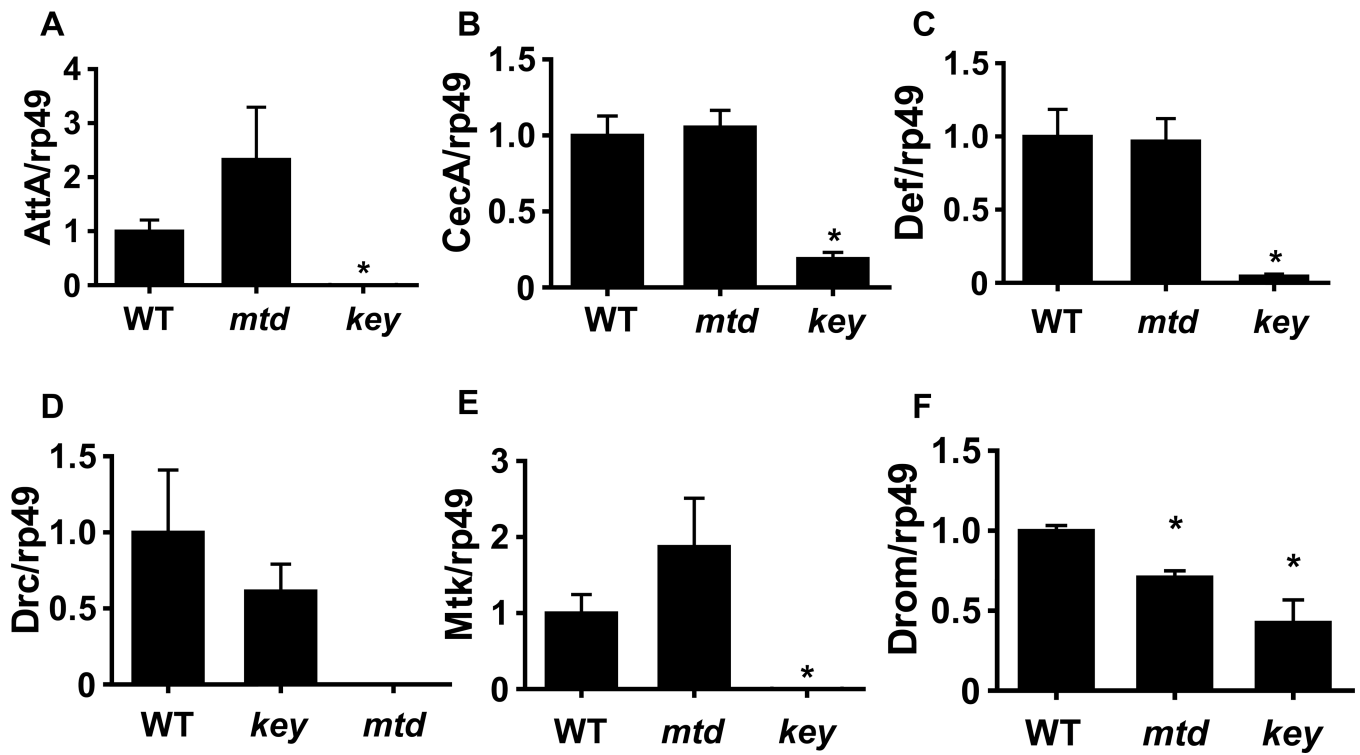 A
AttA/rp49
4
3
2
1
0
*
WT mtd key
B
CecA/rp49
1.5
1.0
0.5
0
*
WT mtd key
C
Def/rp49
1.5
1.0
0.5
0
*
WT mtd key
D
Drc/rp49
1.5
1.0
0.5
0
WT key mtd
E
Mtk/rp49
3
2
1
0
*
WT mtd key
F
Drom/rp49
1.5
1.0
0.5
0
* *
WT mtd key